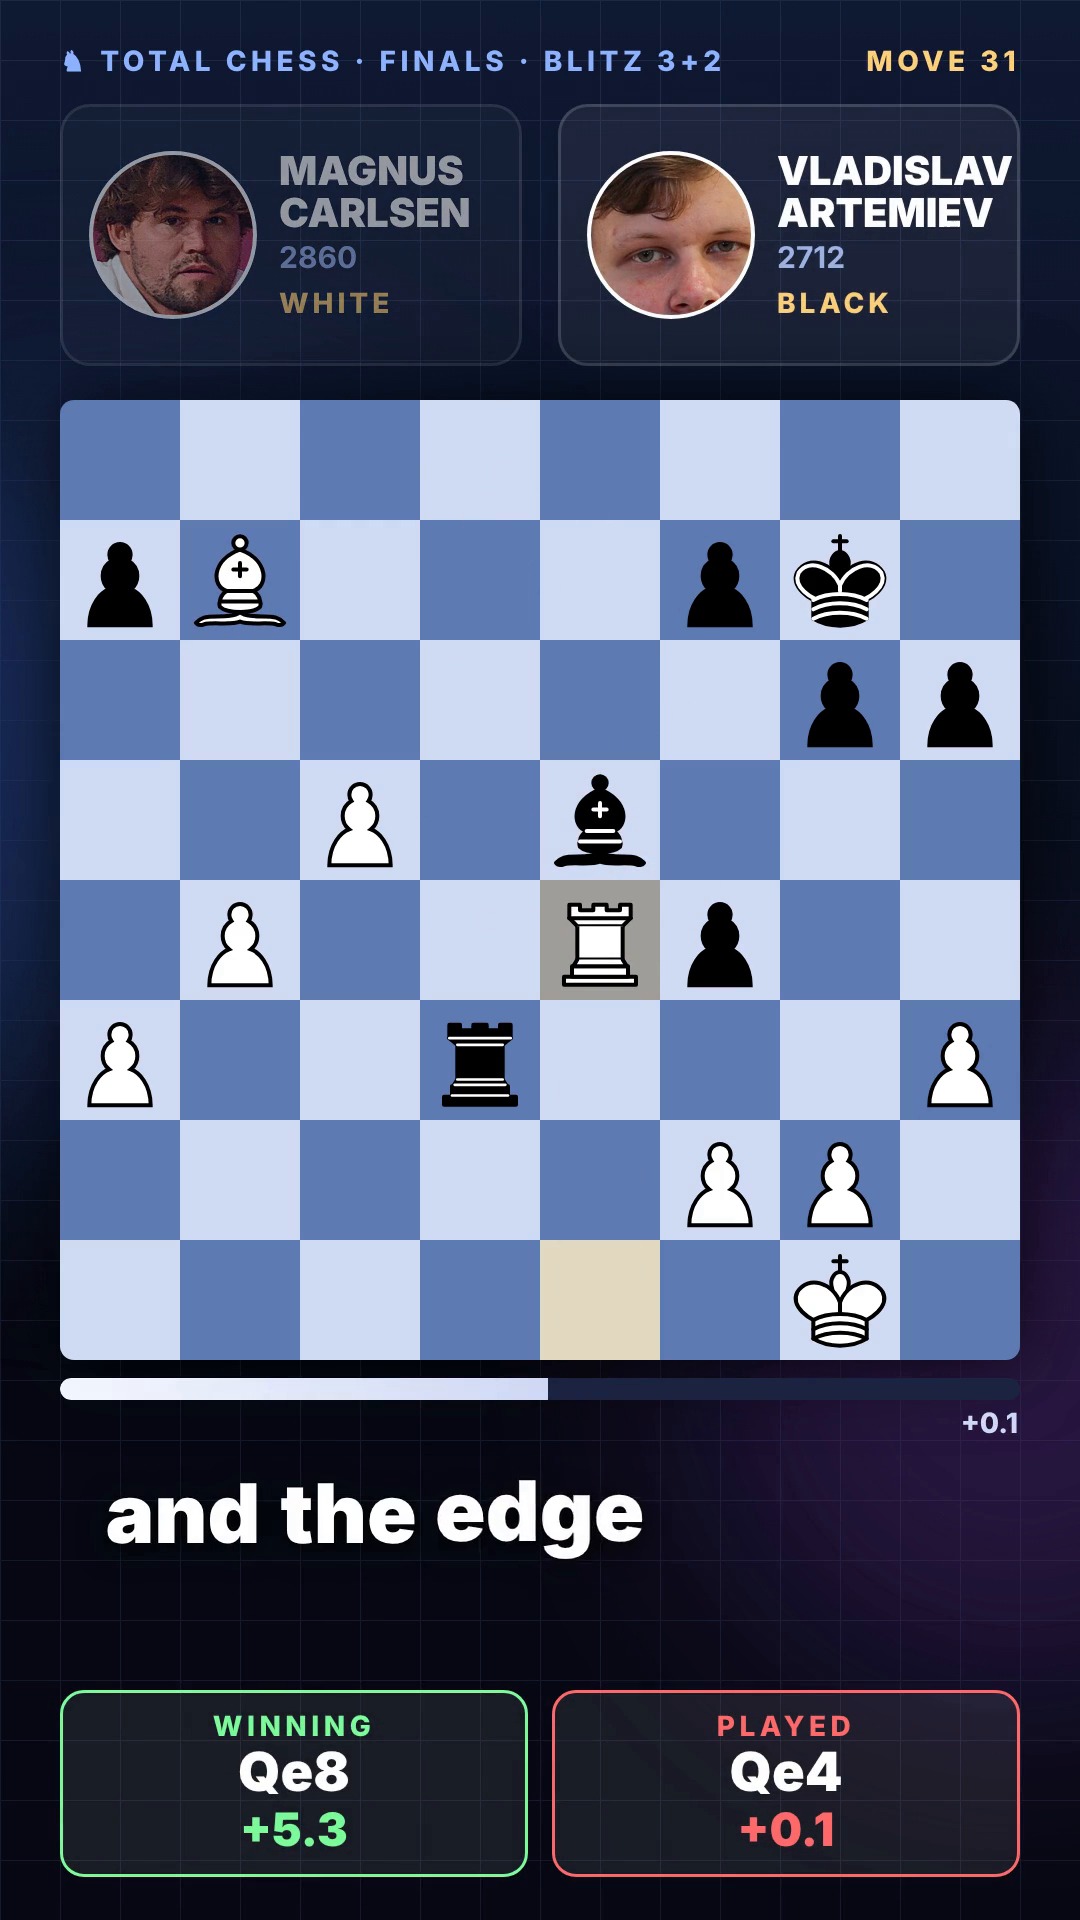 ♞ TOTAL CHESS · FINALS · BLITZ 3+2
MOVE 31
MAGNUS
CARLSEN
2860
WHITE
VLADISLAV
ARTEMIEV
2712
BLACK
+0.1
and the edge
WINNING
Qe8
+5.3
PLAYED
Qe4
+0.1